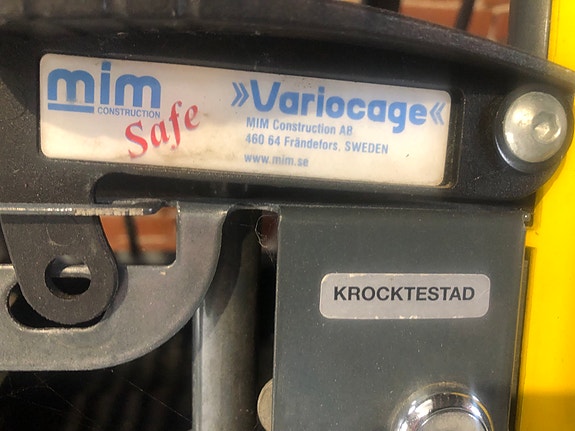 mim
CONSTRUCTION
Safe
»Variocage«
MIM Construction AB
460 64 Frändefors, SWEDEN
www.mim.se
KROCKTESTAD